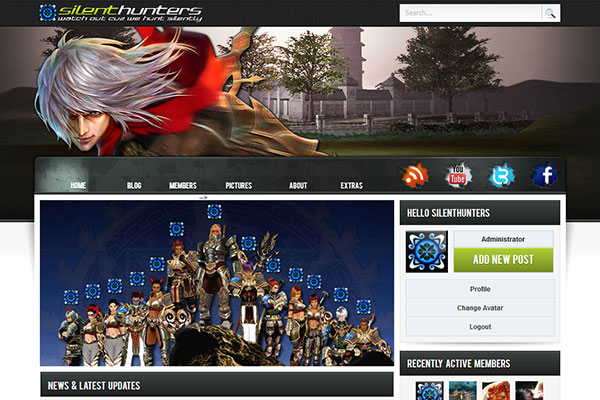 silenthunters
watch out cuz we hunt silently
Search....
HOME BLOG MEMBERS PICTURES ABOUT EXTRAS
You
Tube
-->
HELLO SILENTHUNTERS
Administrator
ADD NEW POST
Profile
Change Avatar
Logout
RECENTLY ACTIVE MEMBERS
NEWS & LATEST UPDATES